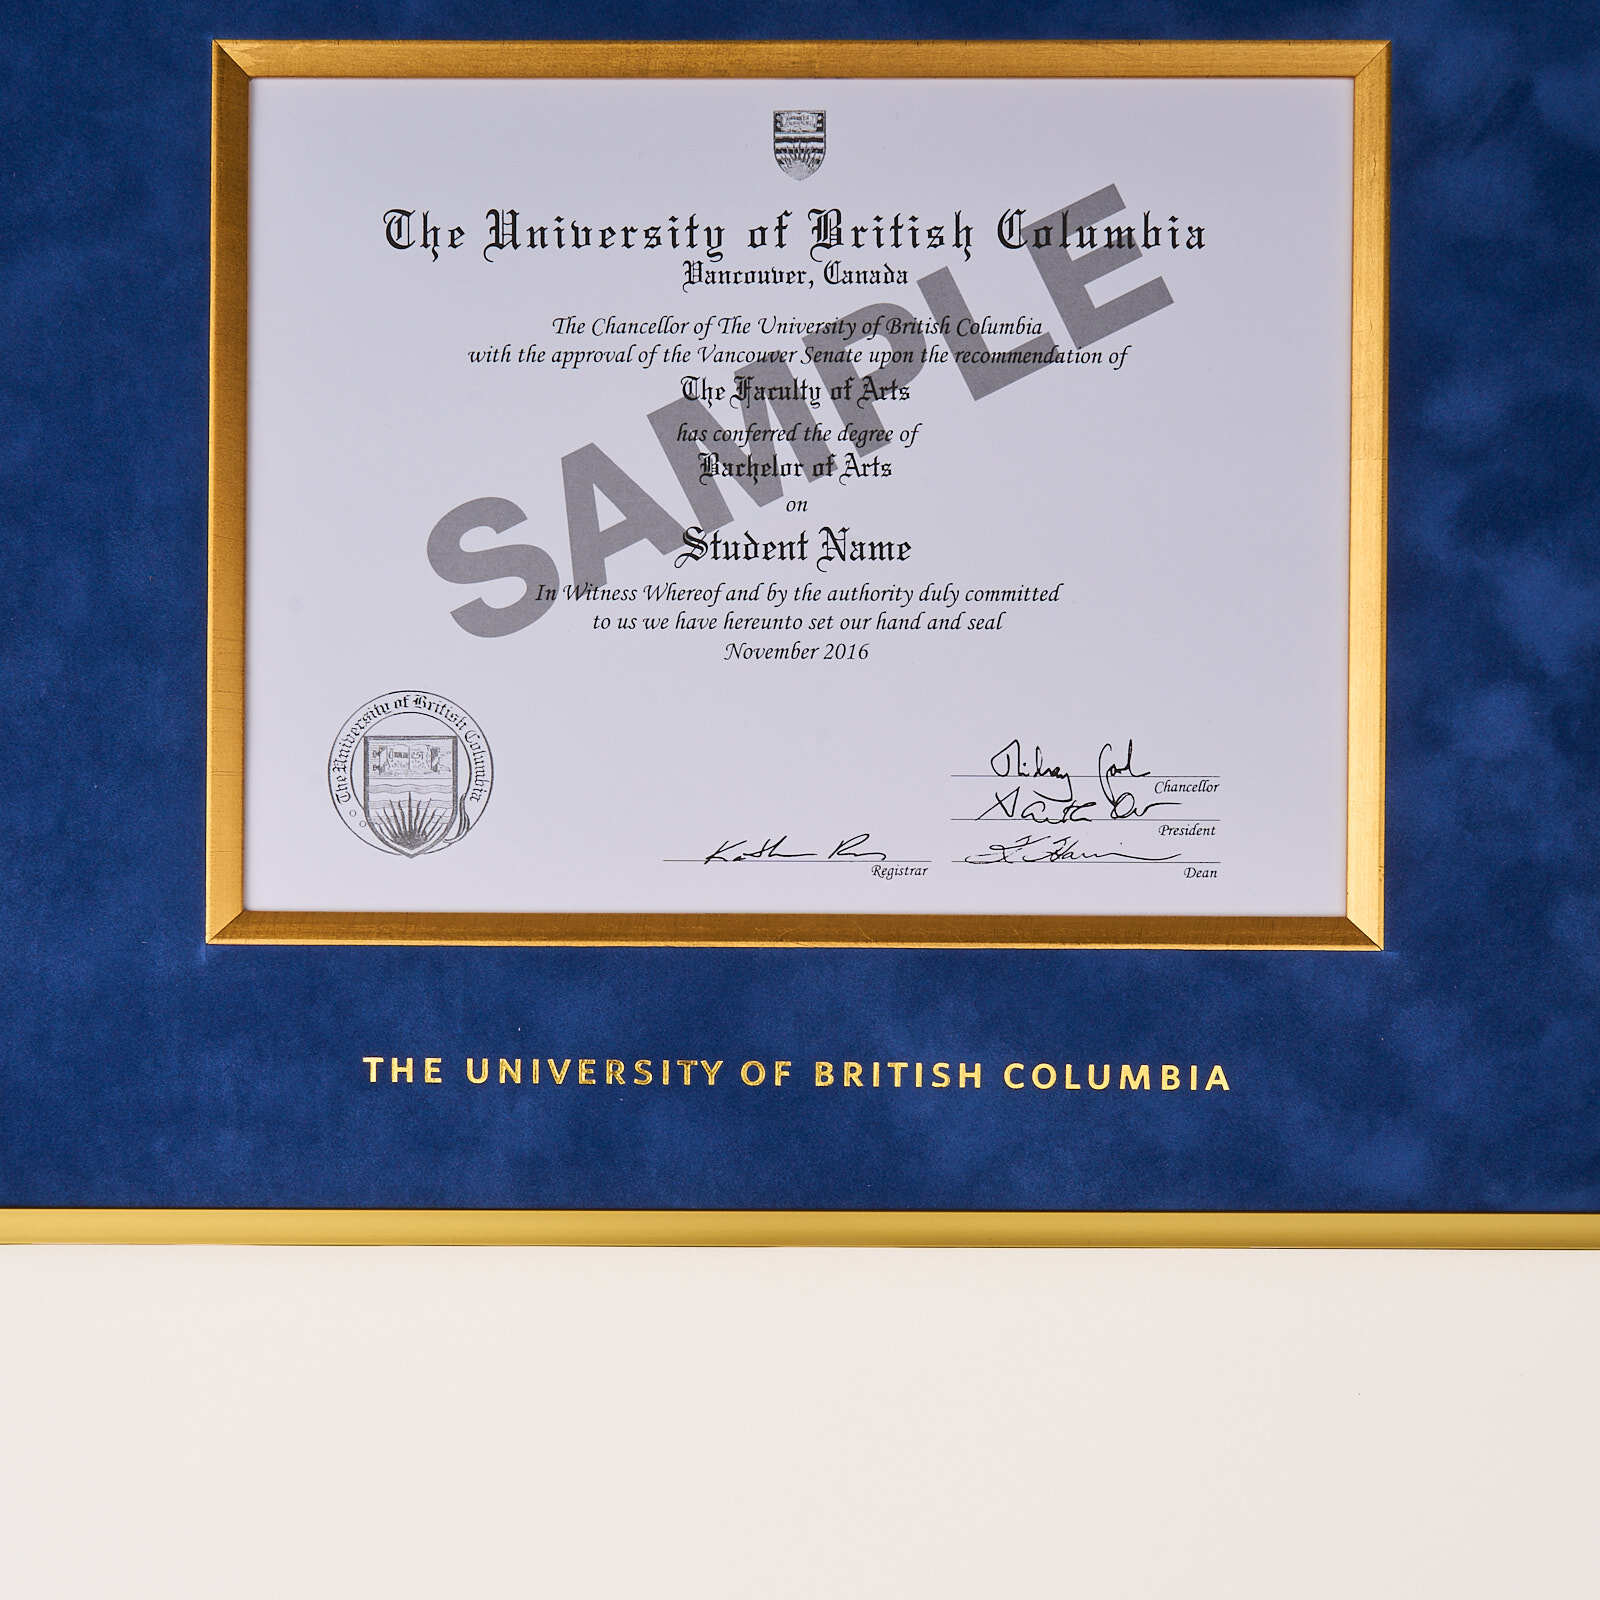 The University of British Columbia
Vancouver, Canada
The Chancellor of The University of British Columbia
with the approval of the Vancouver Senate upon the recommendation of
The Faculty of Arts
has conferred the degree of
Bachelor of Arts
on
Student Name
In Witness Whereof and by the authority duly committed
to us we have hereunto set our hand and seal
November 2016
SAMPLE
The University of British Columbia
Chancellor
President
Registrar
Dean
THE UNIVERSITY OF BRITISH COLUMBIA